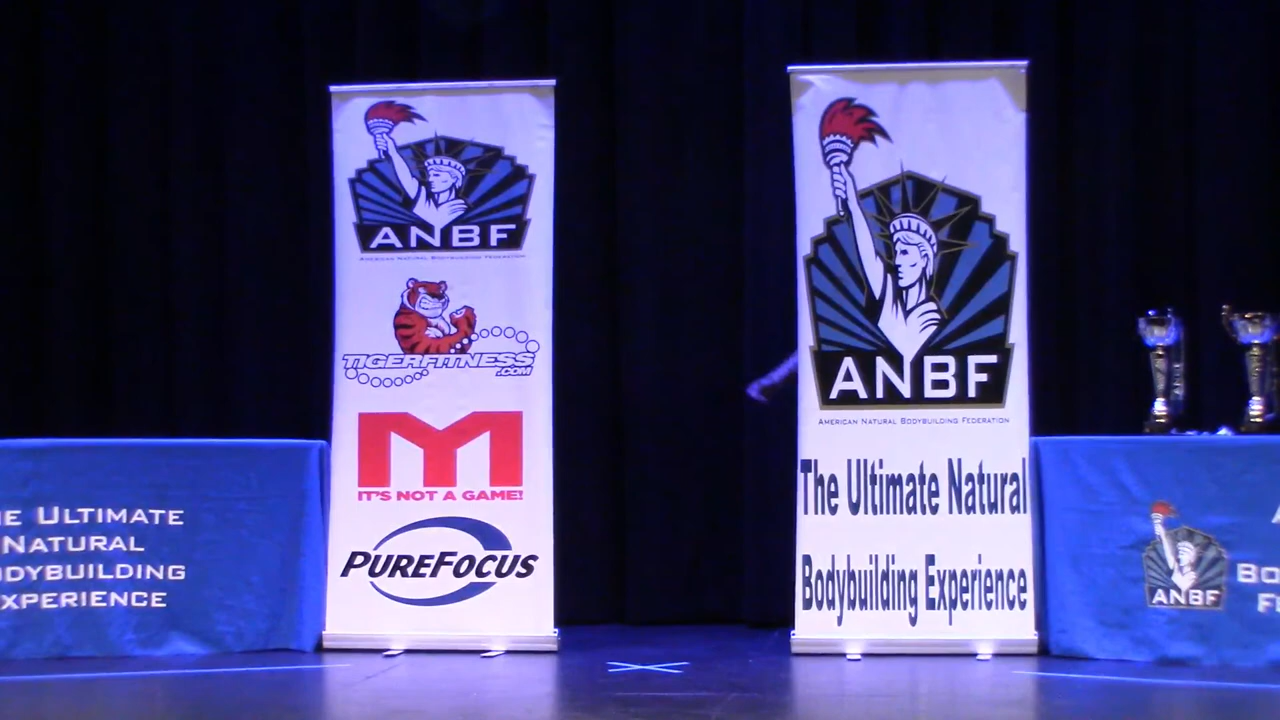 ANBF
AMERICAN NATURAL BODYBUILDING FEDERATION
TIGERFITNESS
.COM
M
IT'S NOT A GAME!
PUREFOCUS
ANBF
AMERICAN NATURAL BODYBUILDING FEDERATION
The Ultimate Natural
Bodybuilding Experience
E ULTIMATE
NATURAL
ODYBUILDING
XPERIENCE
ANBF
A
BO
F